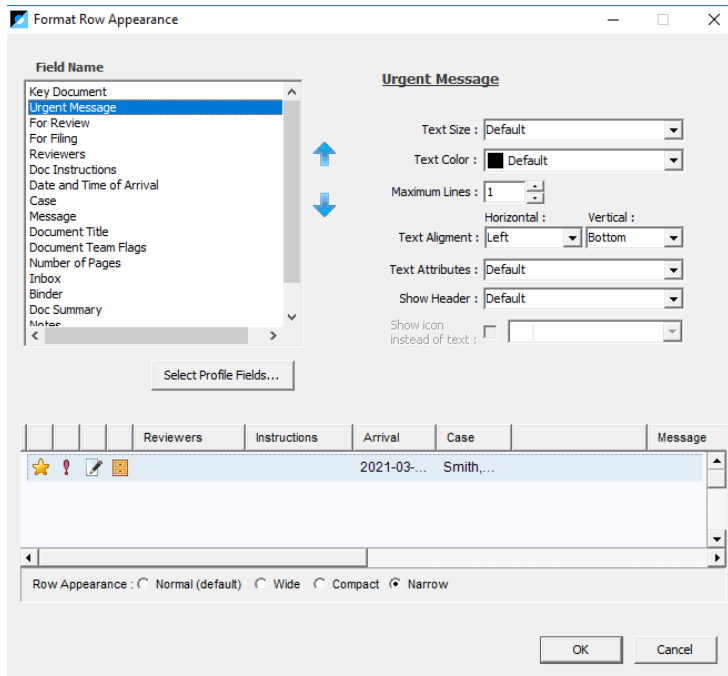 Format Row Appearance
Field Name
Key Document
Urgent Message
For Review
For Filing
Reviewers
Doc Instructions
Date and Time of Arrival
Case
Message
Document Title
Document Team Flags
Number of Pages
Inbox
Binder
Doc Summary
Notes
Select Profile Fields...
Urgent Message
Text Size : Default
Text Color : Default
Maximum Lines : 1
Horizontal : Vertical :
Text Aligment : Left Bottom
Text Attributes : Default
Show Header : Default
Show icon
instead of text :
Reviewers Instructions Arrival Case Message
2021-03-... Smith,...
Row Appearance : Normal (default) Wide Compact Narrow
OK Cancel